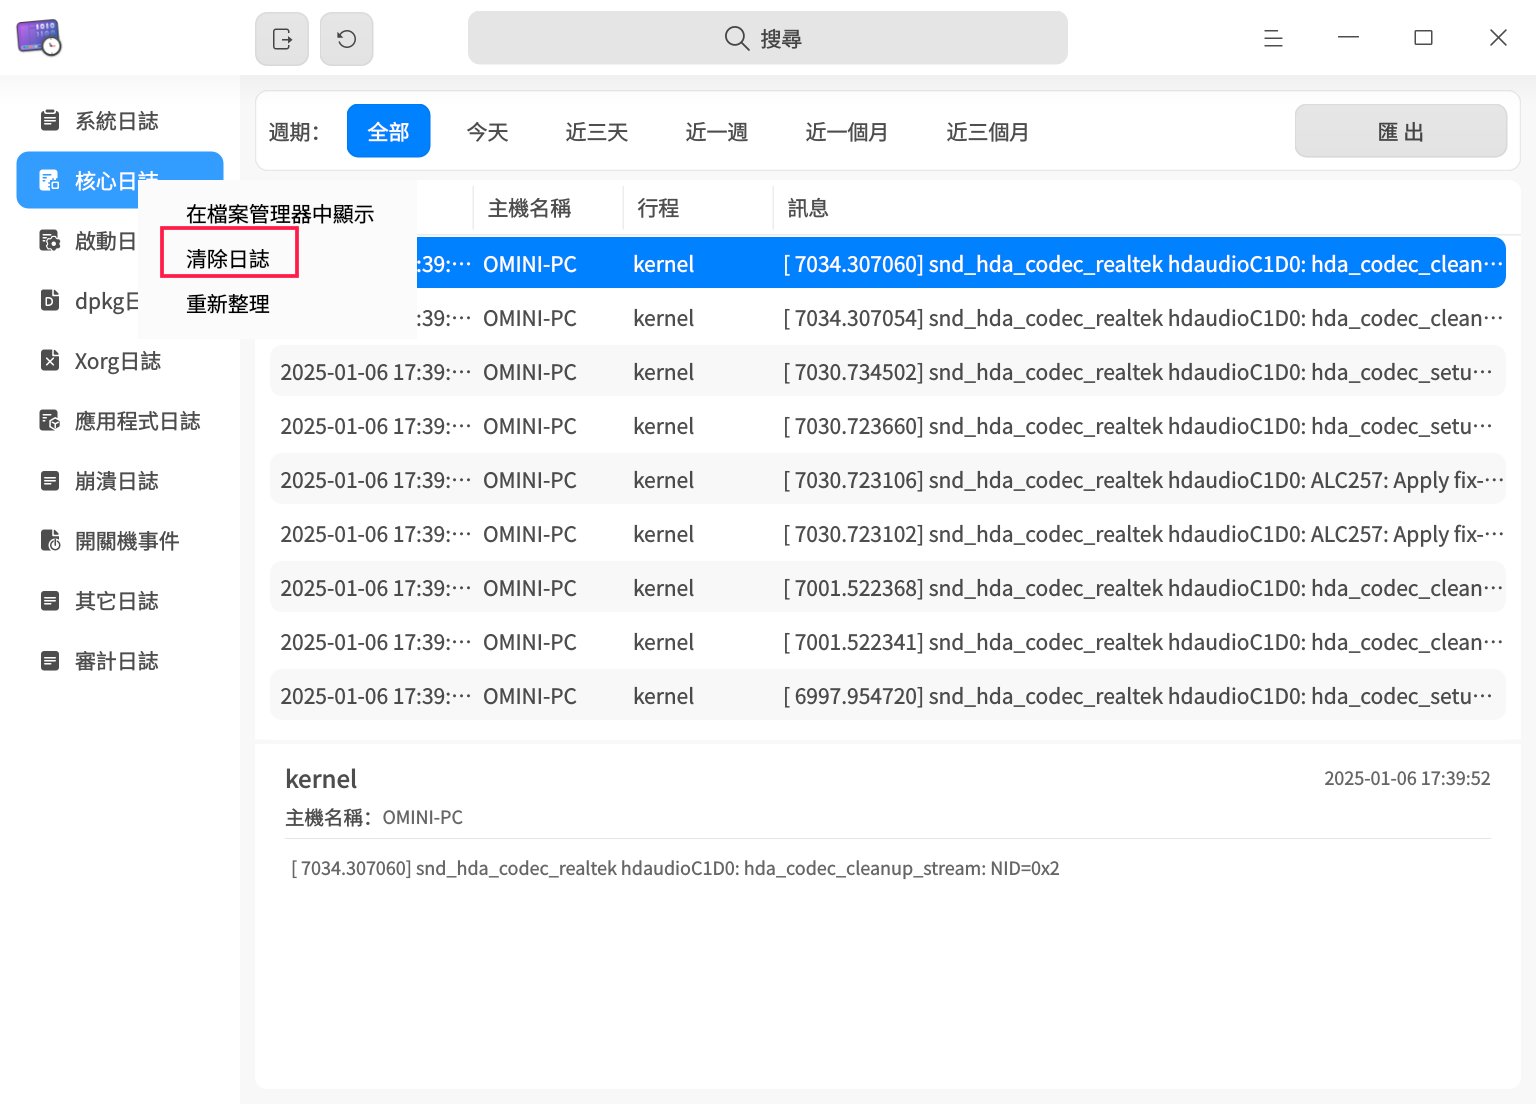 搜尋
系統日誌
核心日誌
啟動日
dpkg日
Xorg日誌
應用程式日誌
崩潰日誌
開關機事件
其它日誌
審計日誌
在檔案管理器中顯示
清除日誌
重新整理
週期： 全部 今天 近三天 近一週 近一個月 近三個月 匯 出
主機名稱 行程 訊息
:39:··· OMINI-PC kernel [ 7034.307060] snd_hda_codec_realtek hdaudioC1D0: hda_codec_clean···
:39:··· OMINI-PC kernel [ 7034.307054] snd_hda_codec_realtek hdaudioC1D0: hda_codec_clean···
2025-01-06 17:39:··· OMINI-PC kernel [ 7030.734502] snd_hda_codec_realtek hdaudioC1D0: hda_codec_setu···
2025-01-06 17:39:··· OMINI-PC kernel [ 7030.723660] snd_hda_codec_realtek hdaudioC1D0: hda_codec_setu···
2025-01-06 17:39:··· OMINI-PC kernel [ 7030.723106] snd_hda_codec_realtek hdaudioC1D0: ALC257: Apply fix-···
2025-01-06 17:39:··· OMINI-PC kernel [ 7030.723102] snd_hda_codec_realtek hdaudioC1D0: ALC257: Apply fix-···
2025-01-06 17:39:··· OMINI-PC kernel [ 7001.522368] snd_hda_codec_realtek hdaudioC1D0: hda_codec_clean···
2025-01-06 17:39:··· OMINI-PC kernel [ 7001.522341] snd_hda_codec_realtek hdaudioC1D0: hda_codec_clean···
2025-01-06 17:39:··· OMINI-PC kernel [ 6997.954720] snd_hda_codec_realtek hdaudioC1D0: hda_codec_setu···
kernel 2025-01-06 17:39:52
主機名稱： OMINI-PC
[ 7034.307060] snd_hda_codec_realtek hdaudioC1D0: hda_codec_cleanup_stream: NID=0x2